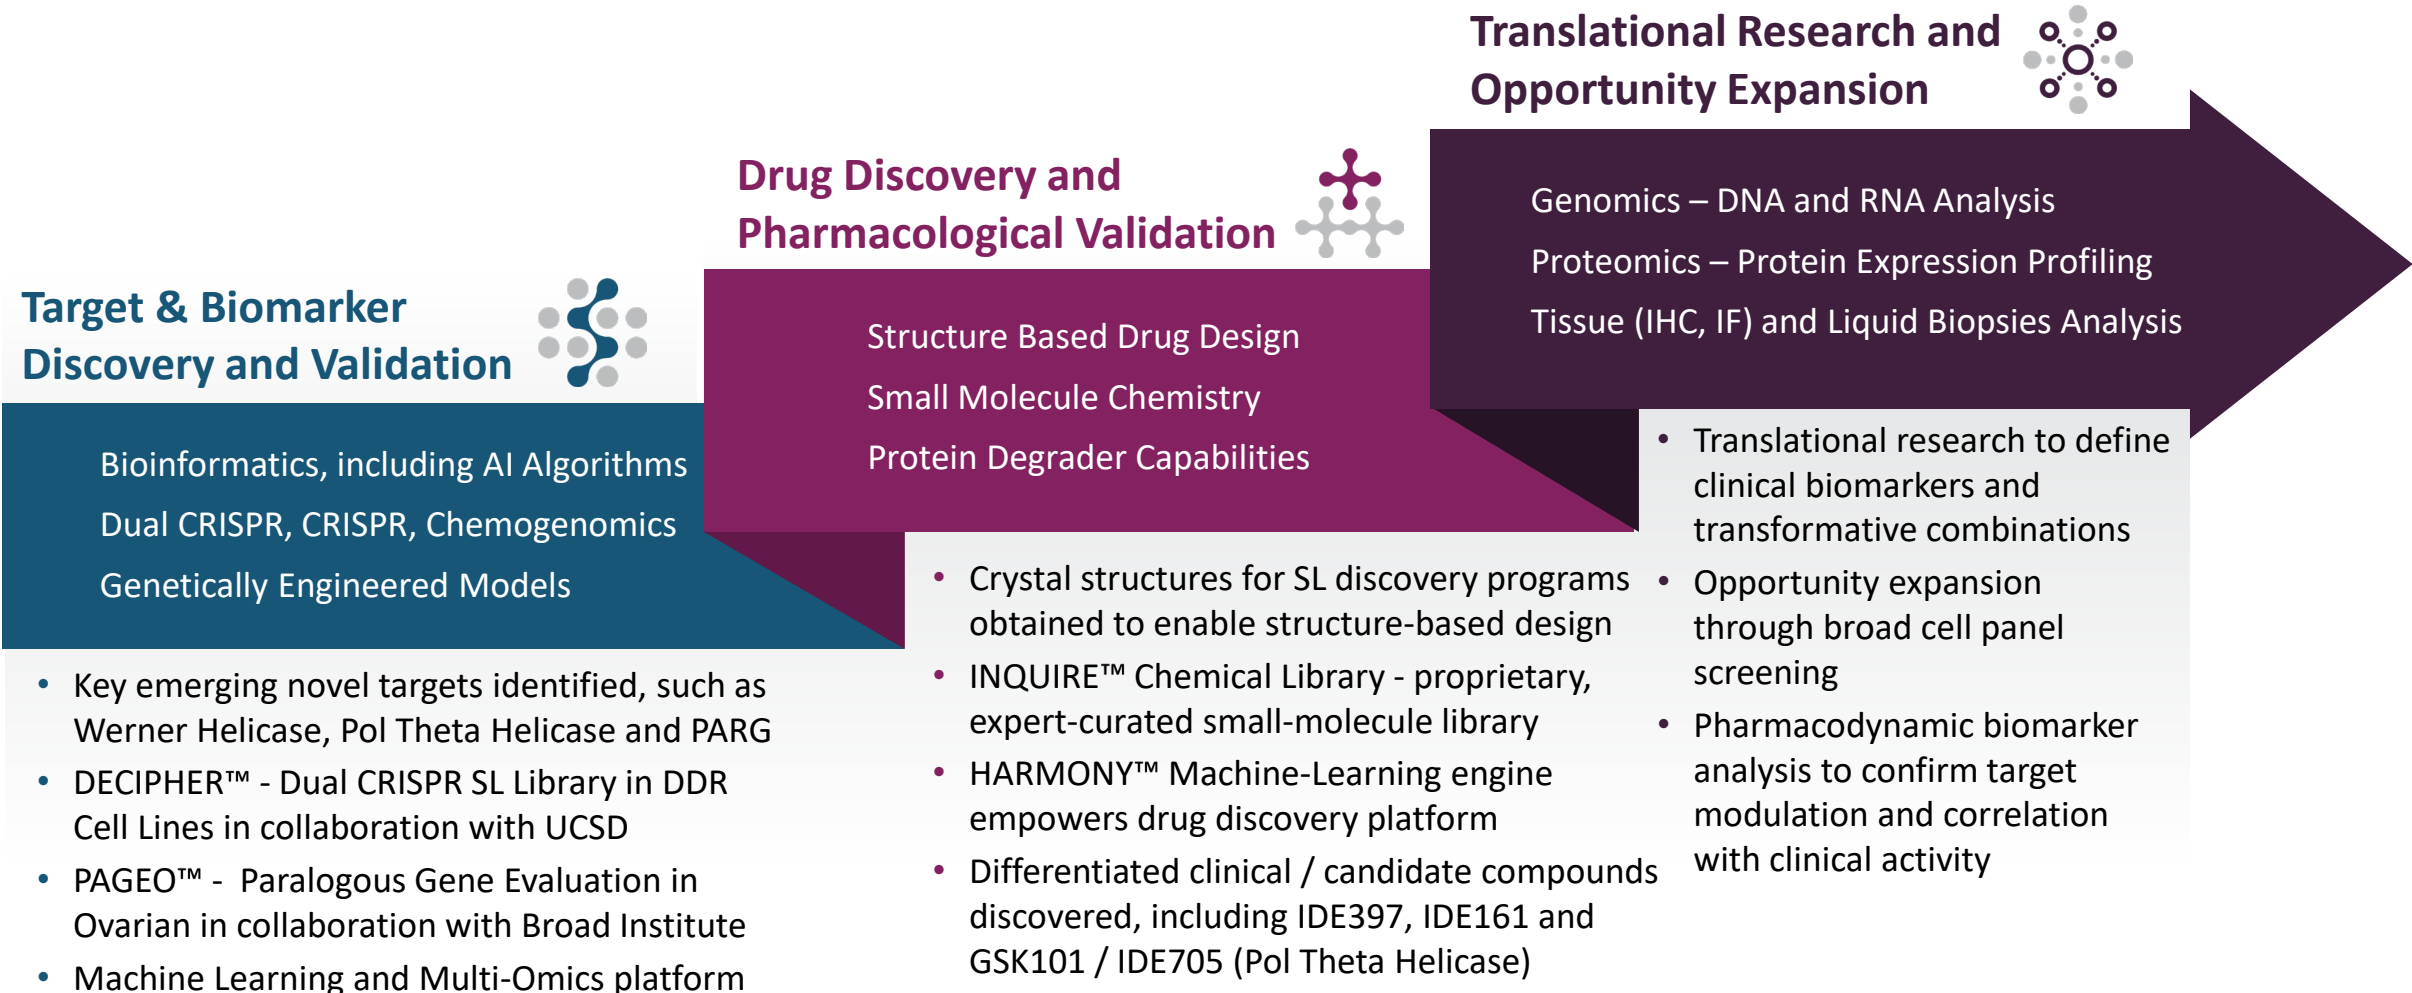 Target & Biomarker
Discovery and Validation
Bioinformatics, including AI Algorithms
Dual CRISPR, CRISPR, Chemogenomics
Genetically Engineered Models
• Key emerging novel targets identified, such as
Werner Helicase, Pol Theta Helicase and PARG
• DECIPHER™ - Dual CRISPR SL Library in DDR
Cell Lines in collaboration with UCSD
• PAGEO™ - Paralogous Gene Evaluation in
Ovarian in collaboration with Broad Institute
• Machine Learning and Multi-Omics platform
Drug Discovery and
Pharmacological Validation
Structure Based Drug Design
Small Molecule Chemistry
Protein Degrader Capabilities
• Crystal structures for SL discovery programs
obtained to enable structure-based design
• INQUIRE™ Chemical Library - proprietary,
expert-curated small-molecule library
• HARMONY™ Machine-Learning engine
empowers drug discovery platform
• Differentiated clinical / candidate compounds
discovered, including IDE397, IDE161 and
GSK101 / IDE705 (Pol Theta Helicase)
Translational Research and
Opportunity Expansion
Genomics – DNA and RNA Analysis
Proteomics – Protein Expression Profiling
Tissue (IHC, IF) and Liquid Biopsies Analysis
• Translational research to define
clinical biomarkers and
transformative combinations
• Opportunity expansion
through broad cell panel
screening
• Pharmacodynamic biomarker
analysis to confirm target
modulation and correlation
with clinical activity